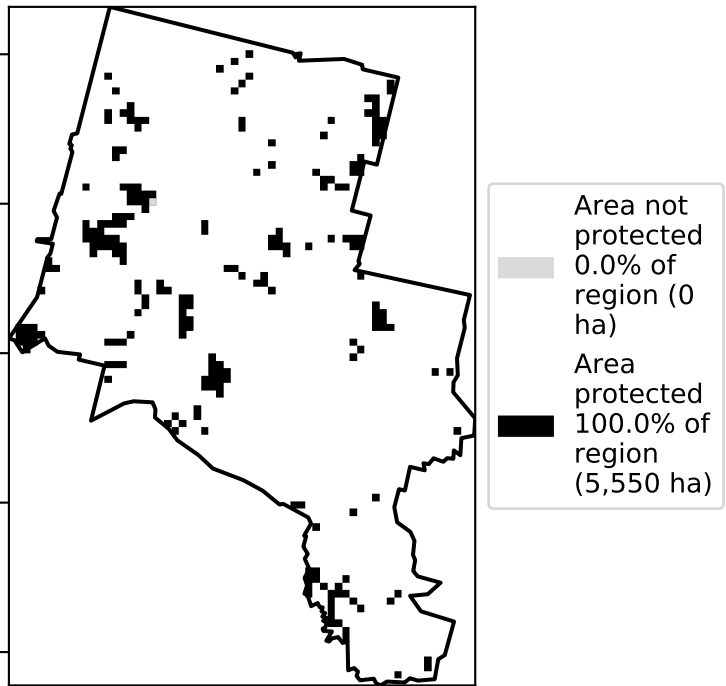 Area not
protected
0.0% of
region (0
ha)
Area
protected
100.0% of
region
(5,550 ha)